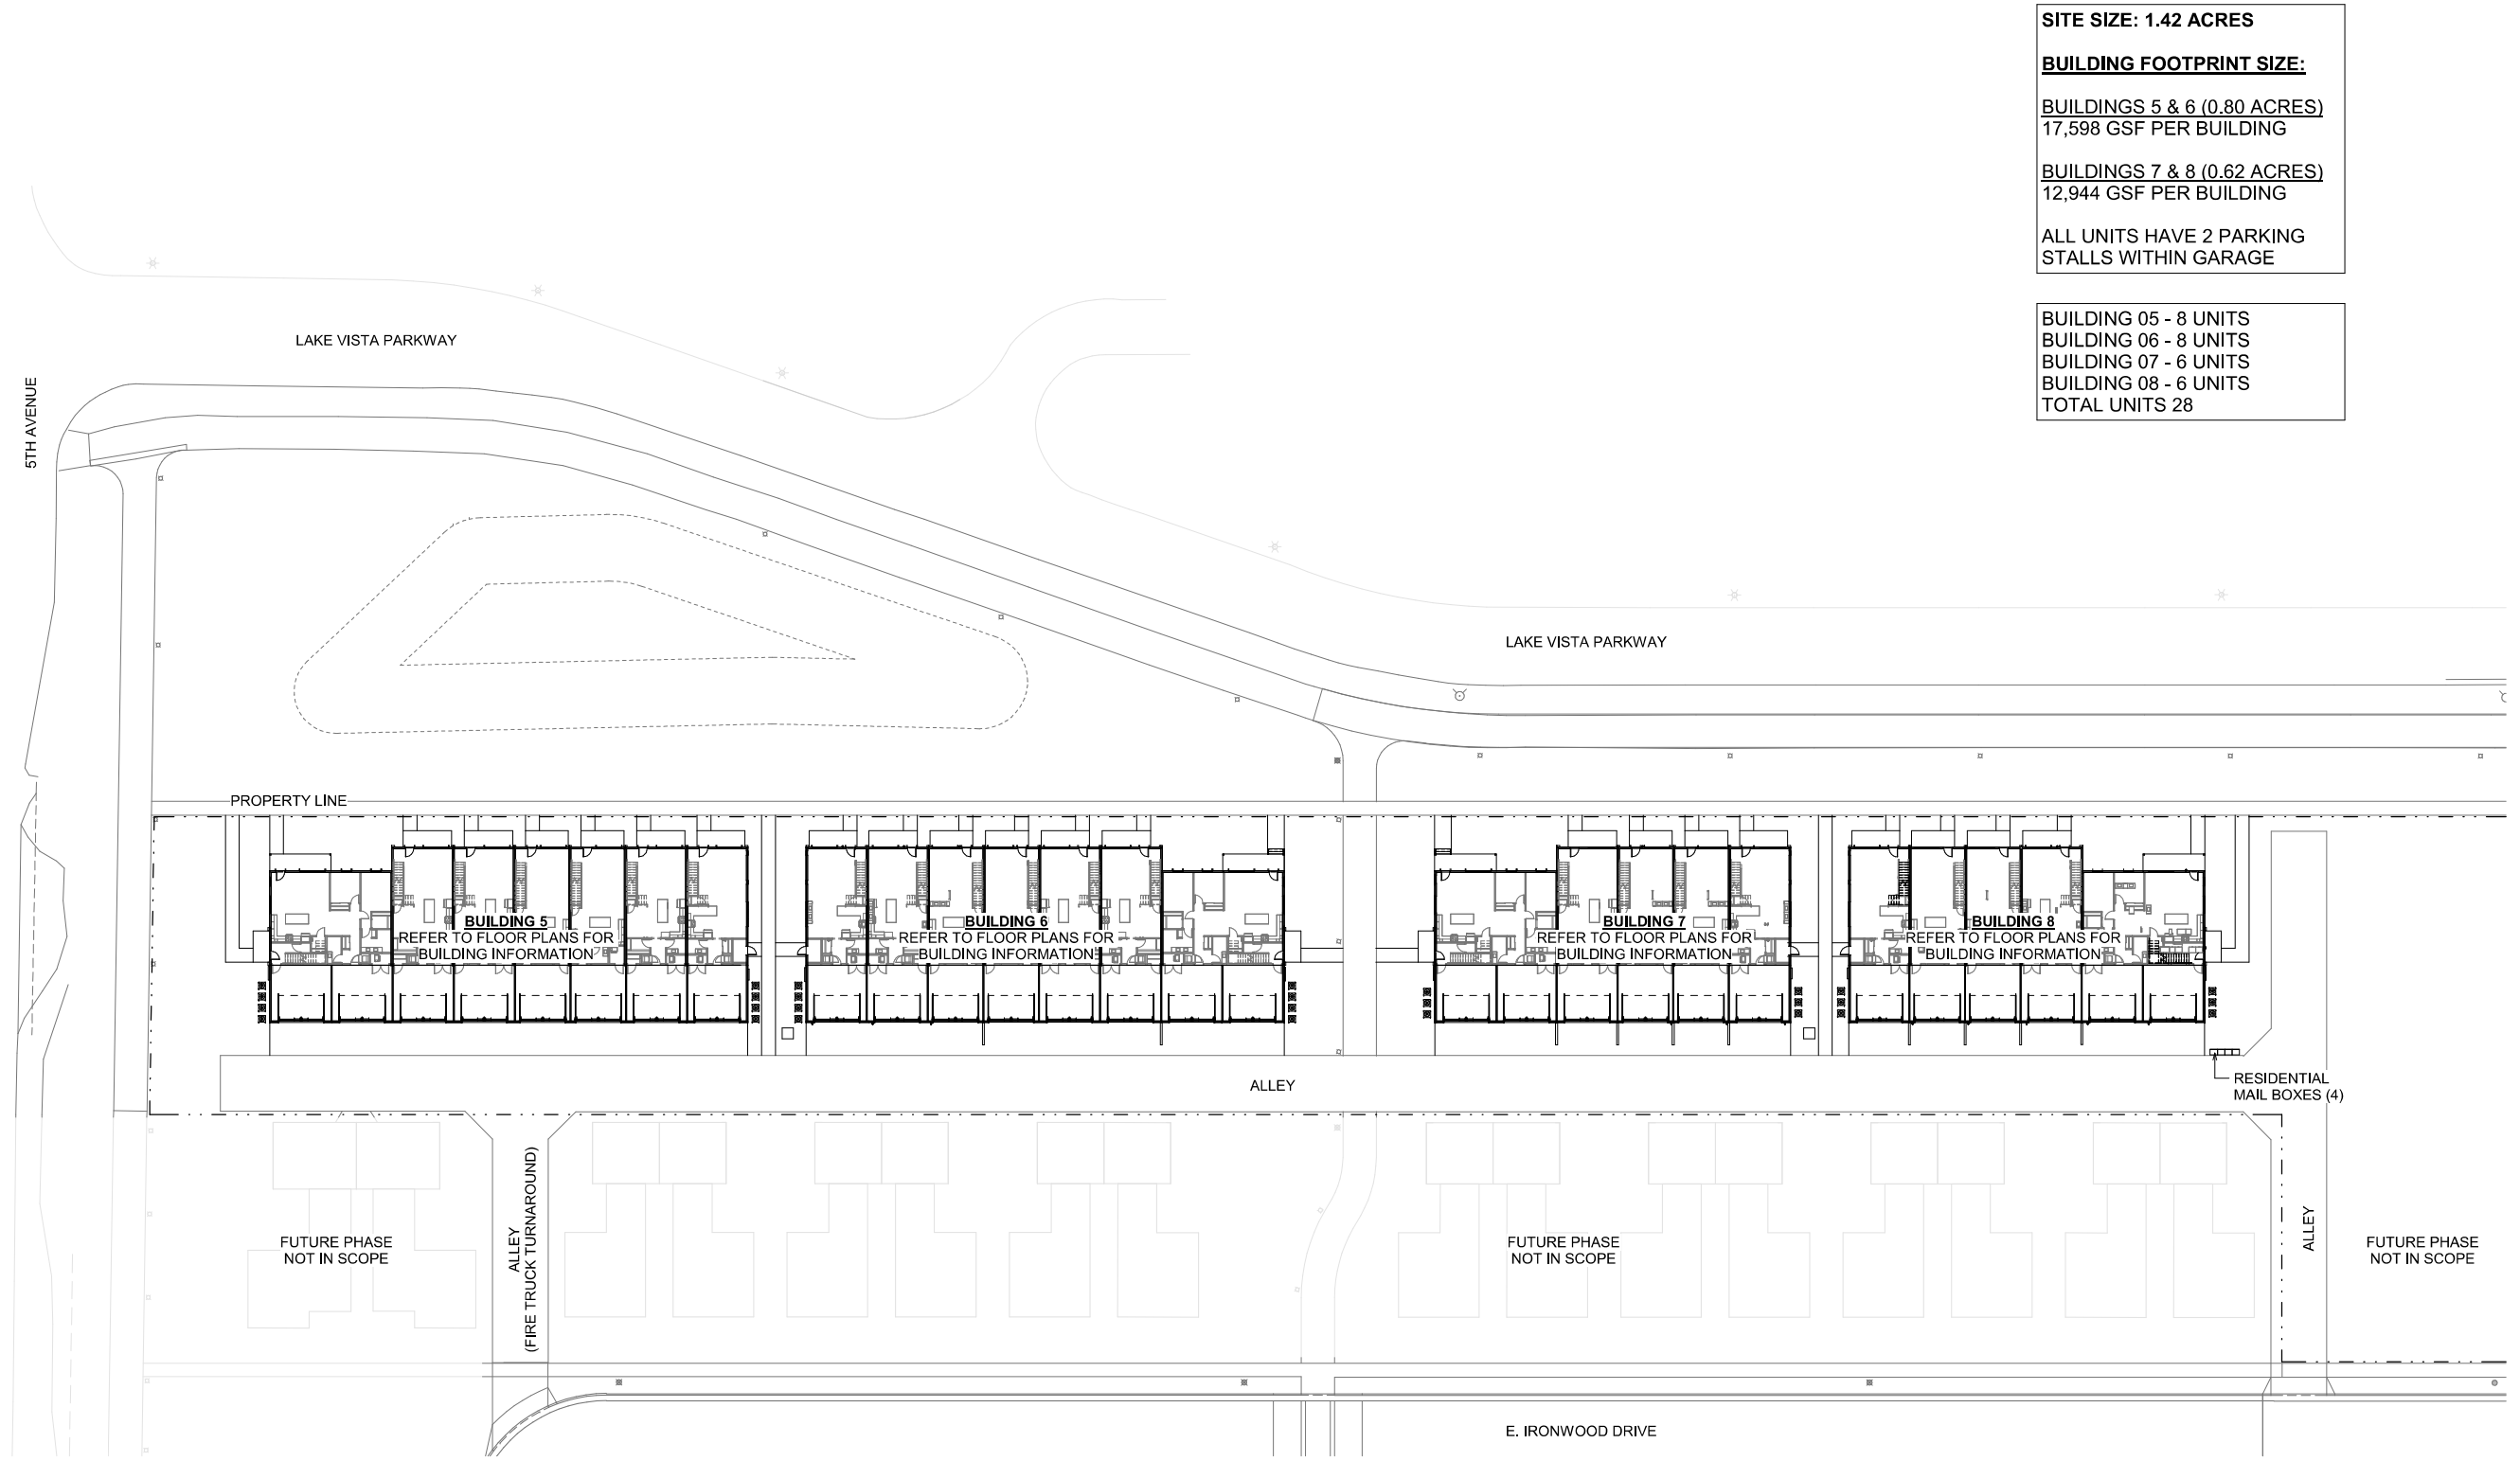 SITE SIZE: 1.42 ACRES
BUILDING FOOTPRINT SIZE:
BUILDINGS 5 & 6 (0.80 ACRES)
17,598 GSF PER BUILDING
BUILDINGS 7 & 8 (0.62 ACRES)
12,944 GSF PER BUILDING
ALL UNITS HAVE 2 PARKING
STALLS WITHIN GARAGE
BUILDING 05 - 8 UNITS
BUILDING 06 - 8 UNITS
BUILDING 07 - 6 UNITS
BUILDING 08 - 6 UNITS
TOTAL UNITS 28
LAKE VISTA PARKWAY
5TH AVENUE
LAKE VISTA PARKWAY
PROPERTY LINE
BUILDING 5
REFER TO FLOOR PLANS FOR
BUILDING INFORMATION
BUILDING 6
REFER TO FLOOR PLANS FOR
BUILDING INFORMATION
BUILDING 7
REFER TO FLOOR PLANS FOR
BUILDING INFORMATION
BUILDING 8
REFER TO FLOOR PLANS FOR
BUILDING INFORMATION
ALLEY
RESIDENTIAL
MAIL BOXES (4)
FUTURE PHASE
NOT IN SCOPE
ALLEY
(FIRE TRUCK TURNAROUND)
FUTURE PHASE
NOT IN SCOPE
ALLEY
FUTURE PHASE
NOT IN SCOPE
E. IRONWOOD DRIVE